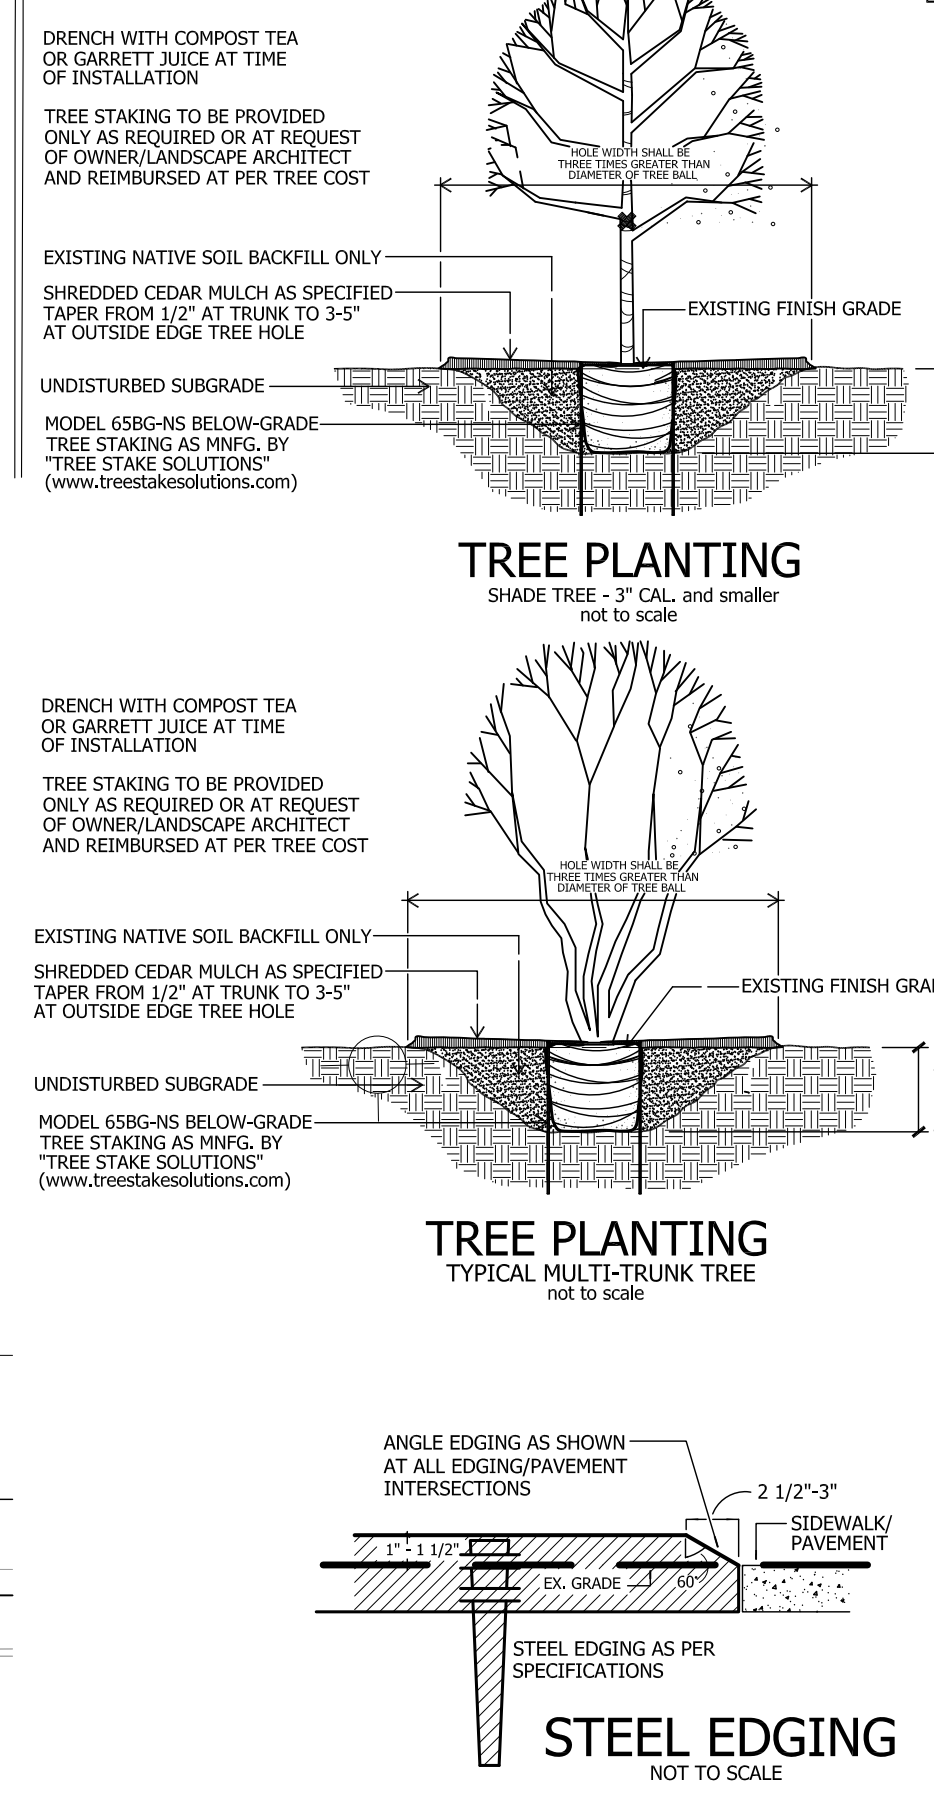 DRENCH WITH COMPOST TEA
OR GARRETT JUICE AT TIME
OF INSTALLATION
TREE STAKING TO BE PROVIDED
ONLY AS REQUIRED OR AT REQUEST
OF OWNER/LANDSCAPE ARCHITECT
AND REIMBURSED AT PER TREE COST
HOLE WIDTH SHALL BE
THREE TIMES GREATER THAN
DIAMETER OF TREE BALL
EXISTING NATIVE SOIL BACKFILL ONLY
SHREDDED CEDAR MULCH AS SPECIFIED
TAPER FROM 1/2" AT TRUNK TO 3-5"
AT OUTSIDE EDGE TREE HOLE
EXISTING FINISH GRADE
UNDISTURBED SUBGRADE
MODEL 65BG-NS BELOW-GRADE
TREE STAKING AS MNFG. BY
"TREE STAKE SOLUTIONS"
(www.treestakesolutions.com)
TREE PLANTING
SHADE TREE - 3" CAL. and smaller
not to scale
DRENCH WITH COMPOST TEA
OR GARRETT JUICE AT TIME
OF INSTALLATION
TREE STAKING TO BE PROVIDED
ONLY AS REQUIRED OR AT REQUEST
OF OWNER/LANDSCAPE ARCHITECT
AND REIMBURSED AT PER TREE COST
HOLE WIDTH SHALL BE
THREE TIMES GREATER THAN
DIAMETER OF TREE BALL
EXISTING NATIVE SOIL BACKFILL ONLY
SHREDDED CEDAR MULCH AS SPECIFIED
TAPER FROM 1/2" AT TRUNK TO 3-5"
AT OUTSIDE EDGE TREE HOLE
EXISTING FINISH GRA
UNDISTURBED SUBGRADE
MODEL 65BG-NS BELOW-GRADE
TREE STAKING AS MNFG. BY
"TREE STAKE SOLUTIONS"
(www.treestakesolutions.com)
TREE PLANTING
TYPICAL MULTI-TRUNK TREE
not to scale
ANGLE EDGING AS SHOWN
AT ALL EDGING/PAVEMENT
INTERSECTIONS
2 1/2"-3"
SIDEWALK/
PAVEMENT
1" - 1 1/2"
EX. GRADE
60°
STEEL EDGING AS PER
SPECIFICATIONS
STEEL EDGING
NOT TO SCALE